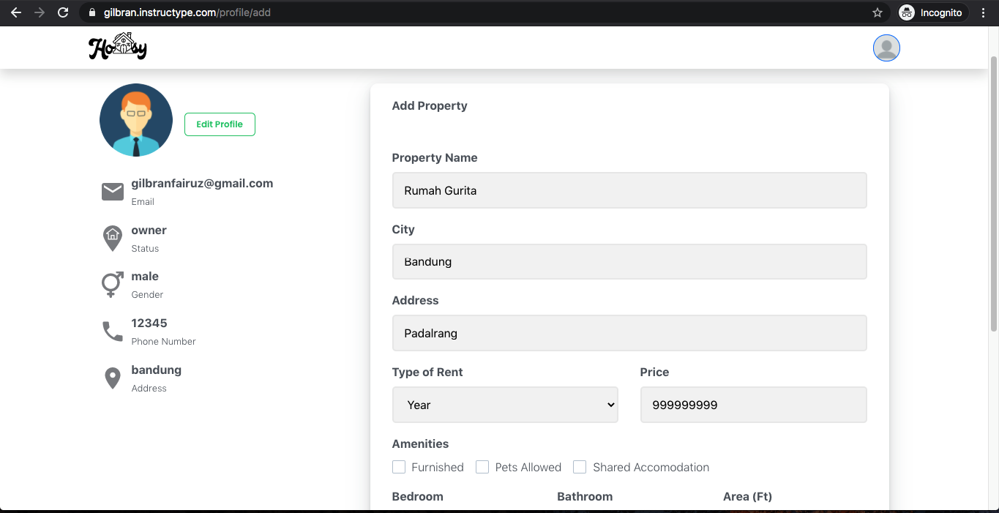 gilbran.instructype.com/profile/add
Incognito
Housy
Edit Profile
gilbranfairuz@gmail.com
Email
owner
Status
male
Gender
12345
Phone Number
bandung
Address
Add Property
Property Name
Rumah Gurita
City
Bandung
Address
Padalrang
Type of Rent
Price
Year
999999999
Amenities
Furnished
Pets Allowed
Shared Accomodation
Bedroom
Bathroom
Area (Ft)